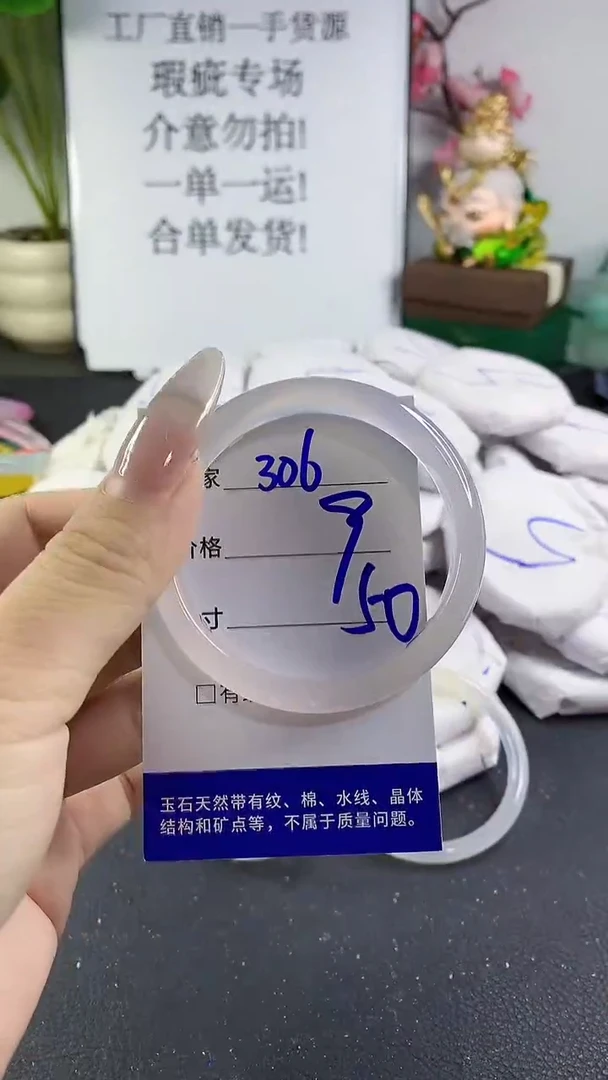 工厂直销一手货源
瑕疵专场
介意勿拍!
一单一运!
合单发货!
家 306
价格
寸 50
□有
玉石天然带有纹、棉、水线、晶体
结构和矿点等，不属于质量问题。